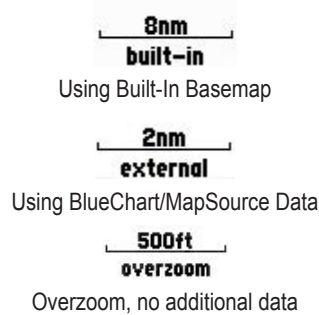 8nm
built-in
Using Built-In Basemap
2nm
external
Using BlueChart/MapSource Data
500ft
overzoom
Overzoom, no additional data